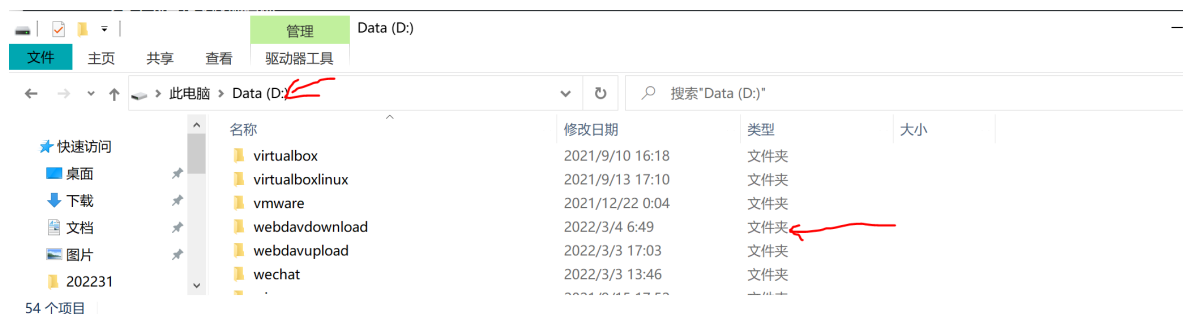 管理 Data (D:)
文件 主页 共享 查看 驱动器工具
此电脑 Data (D:) 搜索"Data (D:)"
名称 修改日期 类型 大小
快速访问
桌面
下载
文档
图片
202231
virtualbox 2021/9/10 16:18 文件夹
virtualboxlinux 2021/9/13 17:10 文件夹
vmware 2021/12/22 0:04 文件夹
webdavdownload 2022/3/4 6:49 文件夹
webdavupload 2022/3/3 17:03 文件夹
wechat 2022/3/3 13:46 文件夹
54 个项目